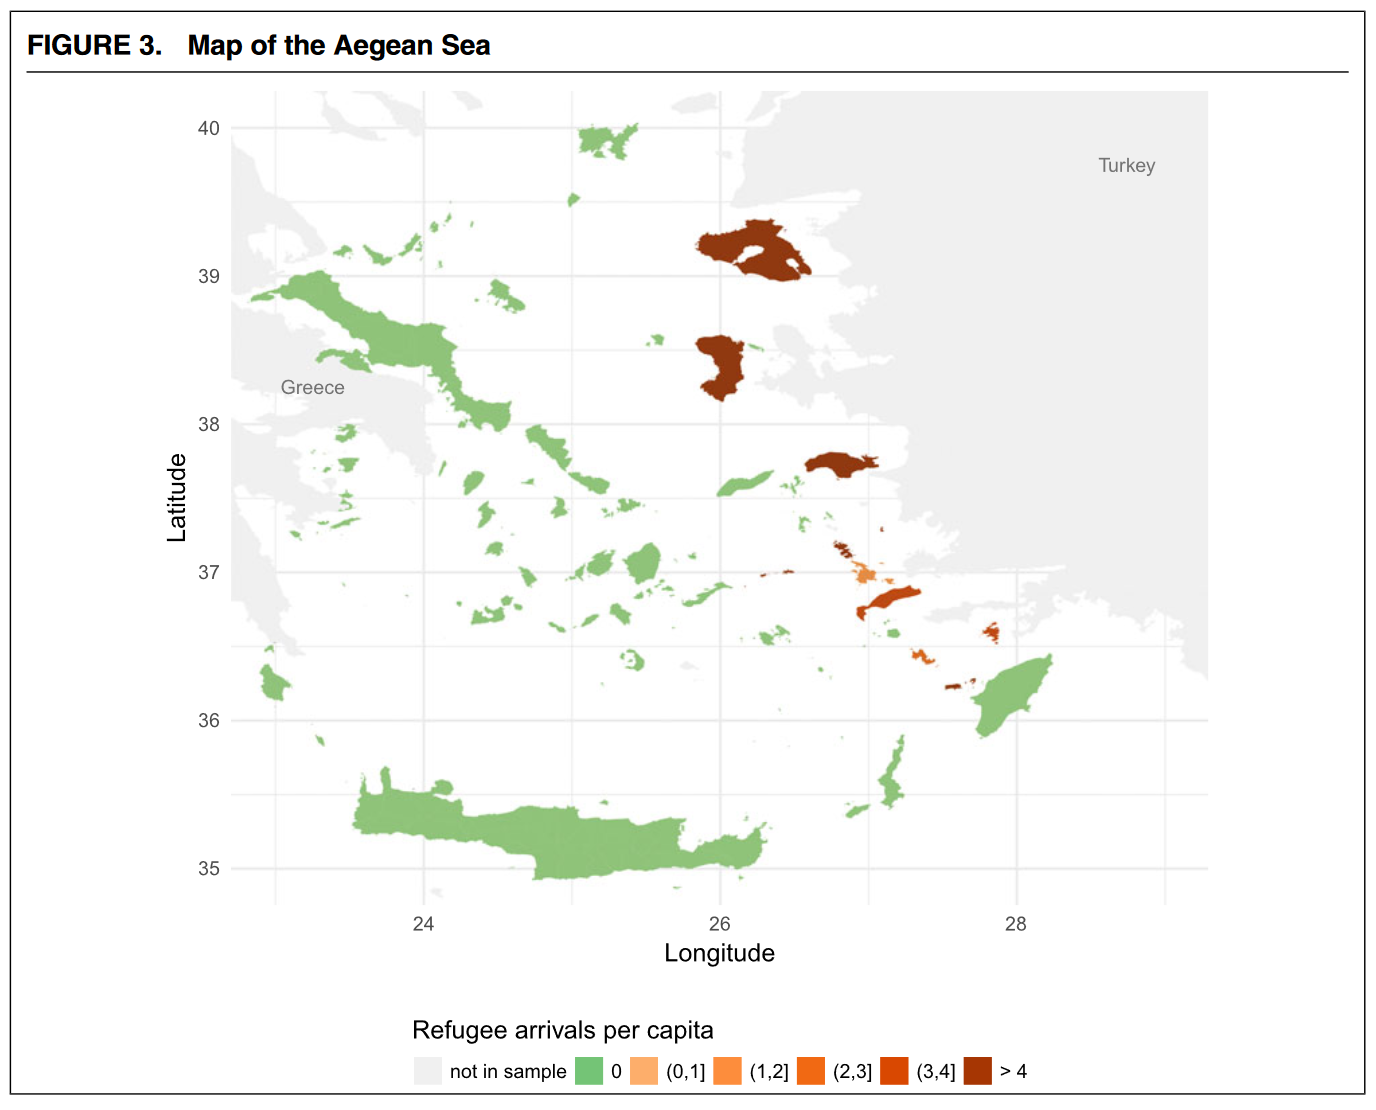 FIGURE 3. Map of the Aegean Sea
40
Turkey
39
Greece
38
Latitude
37
36
35
24 26 28
Longitude
Refugee arrivals per capita
not in sample 0 (0,1] (1,2] (2,3] (3,4] > 4